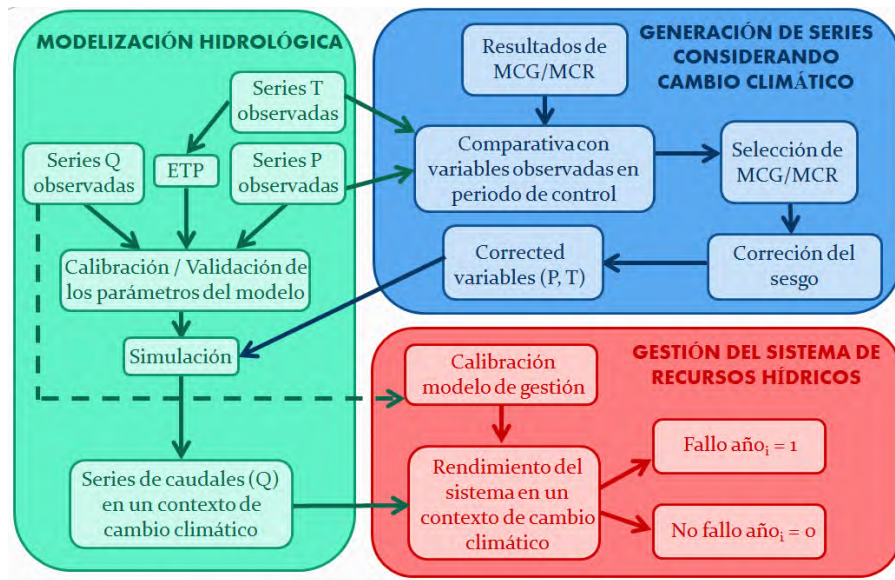 MODELIZACIÓN HIDROLÓGICA
Series T
observadas
Series Q
observadas
ETP
Series P
observadas
Calibración / Validación de
los parámetros del modelo
Simulación
Series de caudales (Q)
en un contexto de
cambio climático
GENERACIÓN DE SERIES
CONSIDERANDO
CAMBIO CLIMÁTICO
Resultados de
MCG/MCR
Comparativa con
variables observadas en
periodo de control
Selección de
MCG/MCR
Correción del
sesgo
Corrected
variables (P, T)
GESTIÓN DEL SISTEMA DE
RECURSOS HÍDRICOS
Calibración
modelo de gestión
Rendimiento del
sistema en un
contexto de cambio
climático
Fallo añoᵢ = 1
No fallo añoᵢ = 0